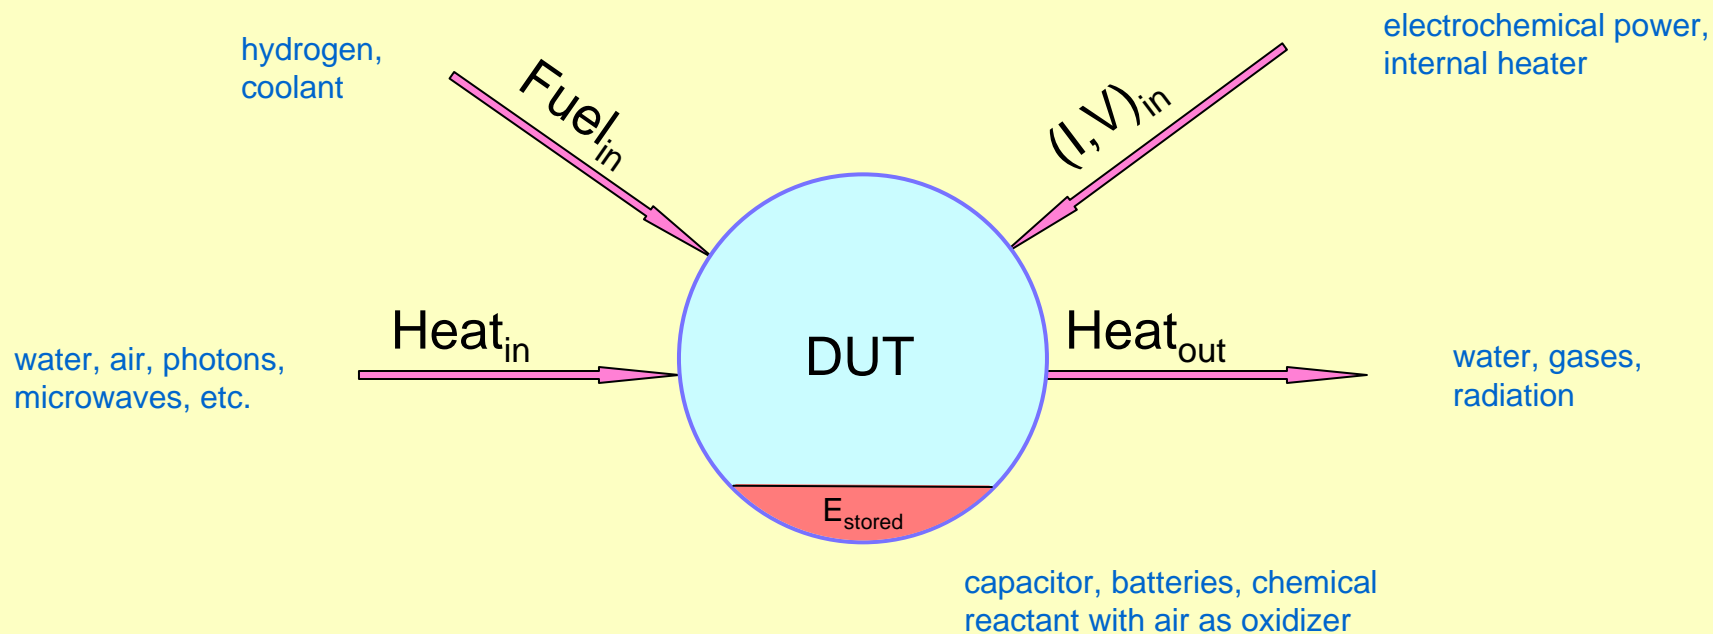 hydrogen,
coolant
Fuel_in
electrochemical power,
internal heater
(I,V)_in
water, air, photons,
microwaves, etc.
Heat_in
DUT
Heat_out
water, gases,
radiation
E_stored
capacitor, batteries, chemical
reactant with air as oxidizer